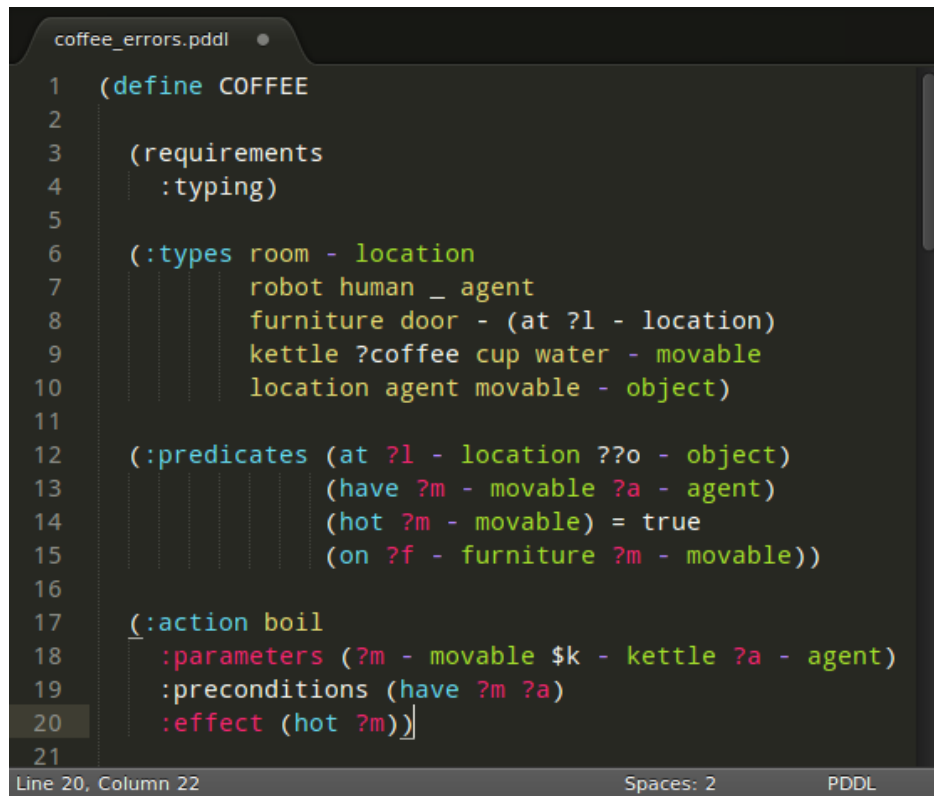 coffee_errors.pddl
1 (define COFFEE
2
3 (requirements
4 :typing)
5
6 (:types room - location
7 robot human _ agent
8 furniture door - (at ?l - location)
9 kettle ?coffee cup water - movable
10 location agent movable - object)
11
12 (:predicates (at ?l - location ??o - object)
13 (have ?m - movable ?a - agent)
14 (hot ?m - movable) = true
15 (on ?f - furniture ?m - movable))
16
17 (:action boil
18 :parameters (?m - movable $k - kettle ?a - agent)
19 :preconditions (have ?m ?a)
20 :effect (hot ?m))
21
Line 20, Column 22 Spaces: 2 PDDL